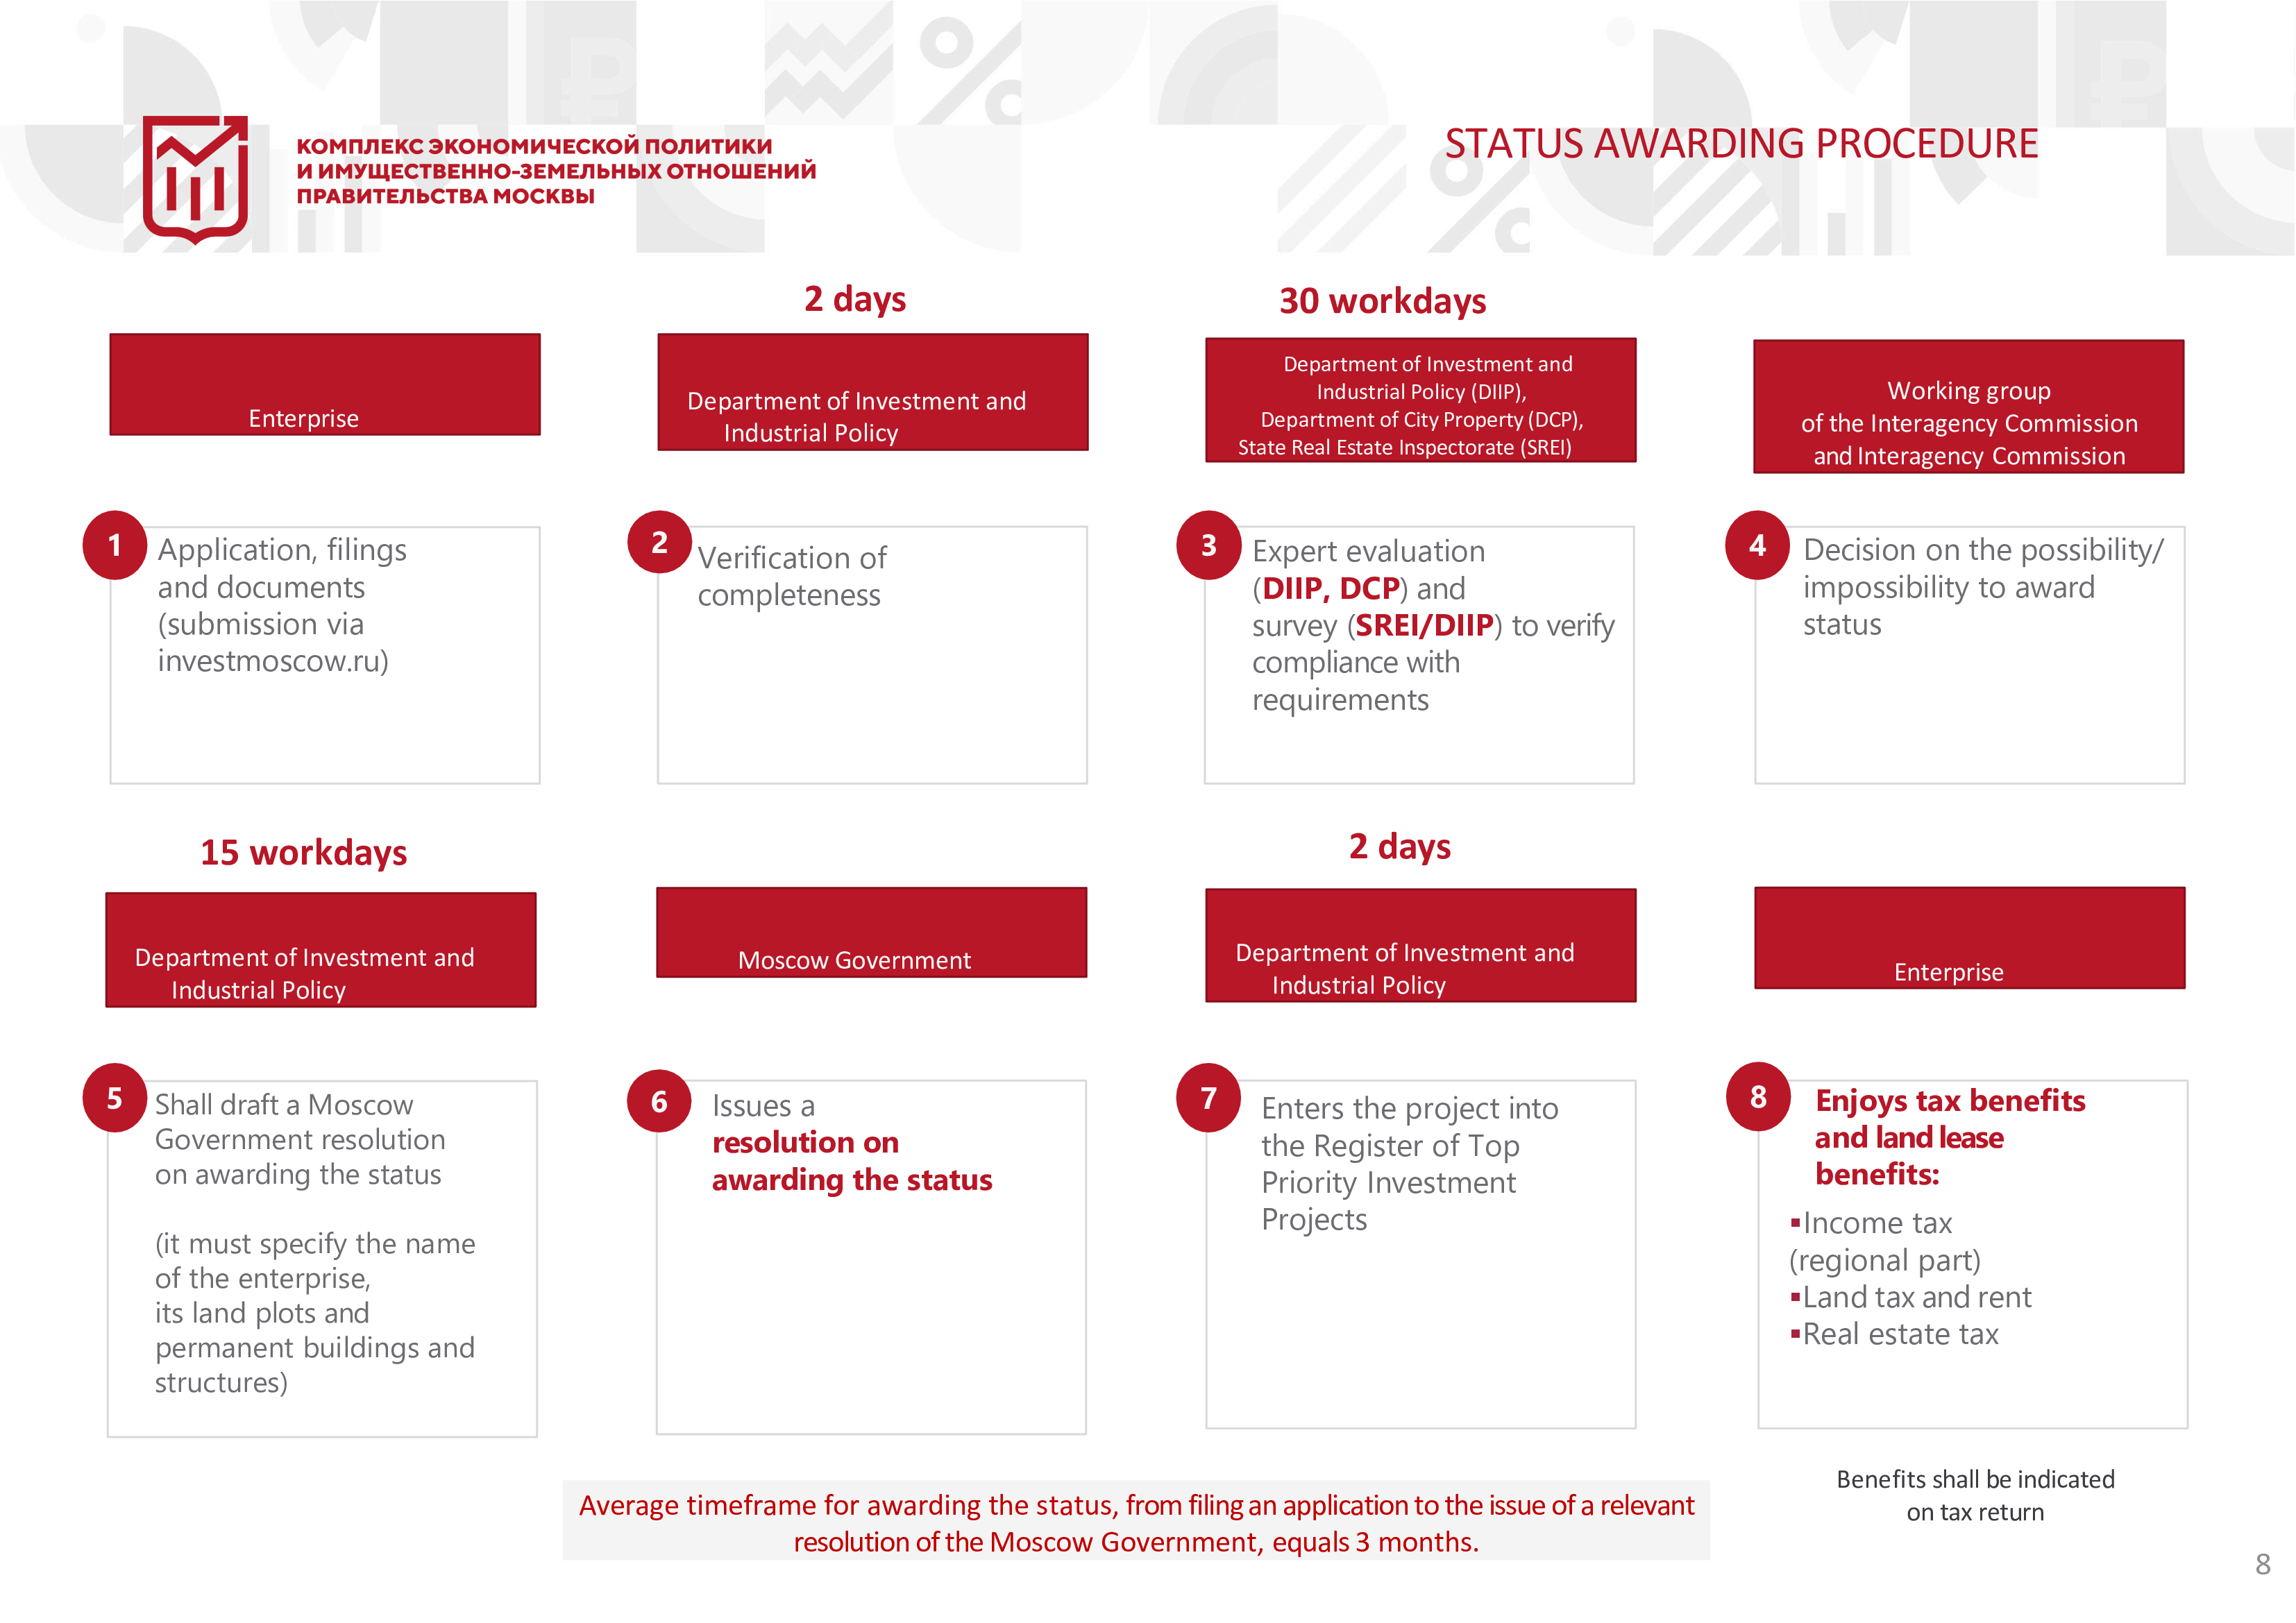 КОМПЛЕКС ЭКОНОМИЧЕСКОЙ ПОЛИТИКИ
И ИМУЩЕСТВЕННО-ЗЕМЕЛЬНЫХ ОТНОШЕНИЙ
ПРАВИТЕЛЬСТВА МОСКВЫ
STATUS AWARDING PROCEDURE
Enterprise
1
Application, filings
and documents
(submission via
investmoscow.ru)
2 days
Department of Investment and
Industrial Policy
2
Verification of
completeness
30 workdays
Department of Investment and
Industrial Policy (DIIP),
Department of City Property (DCP),
State Real Estate Inspectorate (SREI)
3
Expert evaluation
(DIIP, DCP) and
survey (SREI/DIIP) to verify
compliance with
requirements
Working group
of the Interagency Commission
and Interagency Commission
4
Decision on the possibility/
impossibility to award
status
15 workdays
Department of Investment and
Industrial Policy
5
Shall draft a Moscow
Government resolution
on awarding the status
(it must specify the name
of the enterprise,
its land plots and
permanent buildings and
structures)
Moscow Government
6
Issues a
resolution on
awarding the status
2 days
Department of Investment and
Industrial Policy
7
Enters the project into
the Register of Top
Priority Investment
Projects
Enterprise
8
Enjoys tax benefits
and land lease
benefits:
▪Income tax
(regional part)
▪Land tax and rent
▪Real estate tax
Benefits shall be indicated
on tax return
Average timeframe for awarding the status, from filing an application to the issue of a relevant
resolution of the Moscow Government, equals 3 months.
8